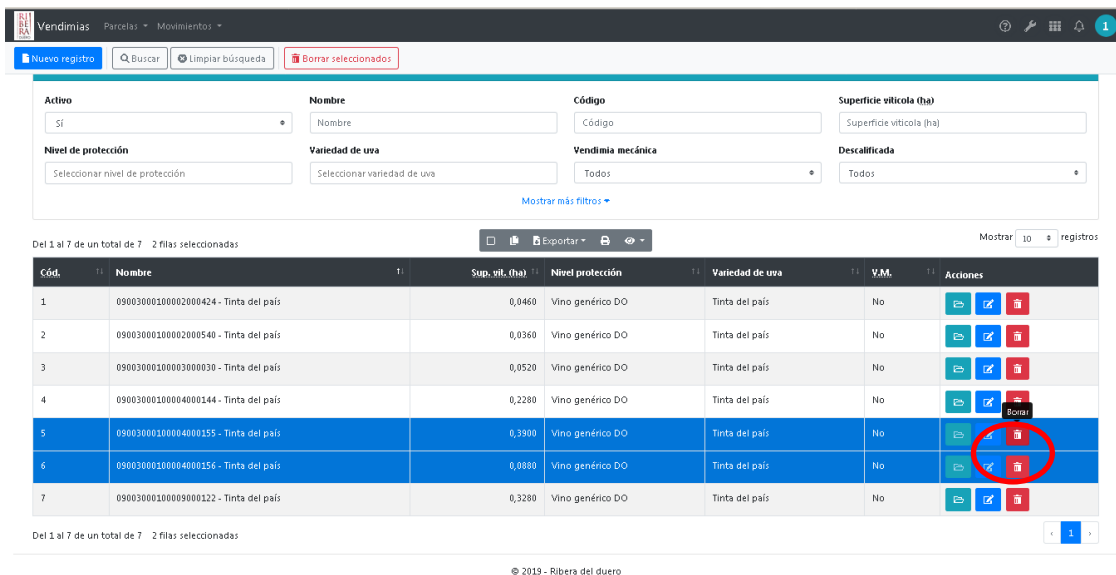 RI
BE
RA
Vendimias Parcelas Movimientos 1
Nuevo registro Buscar Limpiar búsqueda Borrar seleccionados
Activo Nombre Código Superficie vitícola (ha)
Sí Nombre Código Superficie vitícola (ha)
Nivel de protección Variedad de uva Vendimia mecánica Descalificada
Seleccionar nivel de protección Seleccionar variedad de uva Todos Todos
Mostrar más filtros
Del 1 al 7 de un total de 7 2 filas seleccionadas Exportar Mostrar 10 registros
Cód. Nombre Sup. vit. (ha) Nivel protección Variedad de uva V.M. Acciones
1 09003000100002000424 - Tinta del país 0,0460 Vino genérico DO Tinta del país No
2 09003000100002000540 - Tinta del país 0,0360 Vino genérico DO Tinta del país No
3 09003000100003000030 - Tinta del país 0,0520 Vino genérico DO Tinta del país No
4 09003000100004000144 - Tinta del país 0,2280 Vino genérico DO Tinta del país No
Borrar
5 09003000100004000155 - Tinta del país 0,3900 Vino genérico DO Tinta del país No
6 09003000100004000156 - Tinta del país 0,0880 Vino genérico DO Tinta del país No
7 09003000100009000122 - Tinta del país 0,3280 Vino genérico DO Tinta del país No
Del 1 al 7 de un total de 7 2 filas seleccionadas ‹ 1 ›
© 2019 - Ribera del duero